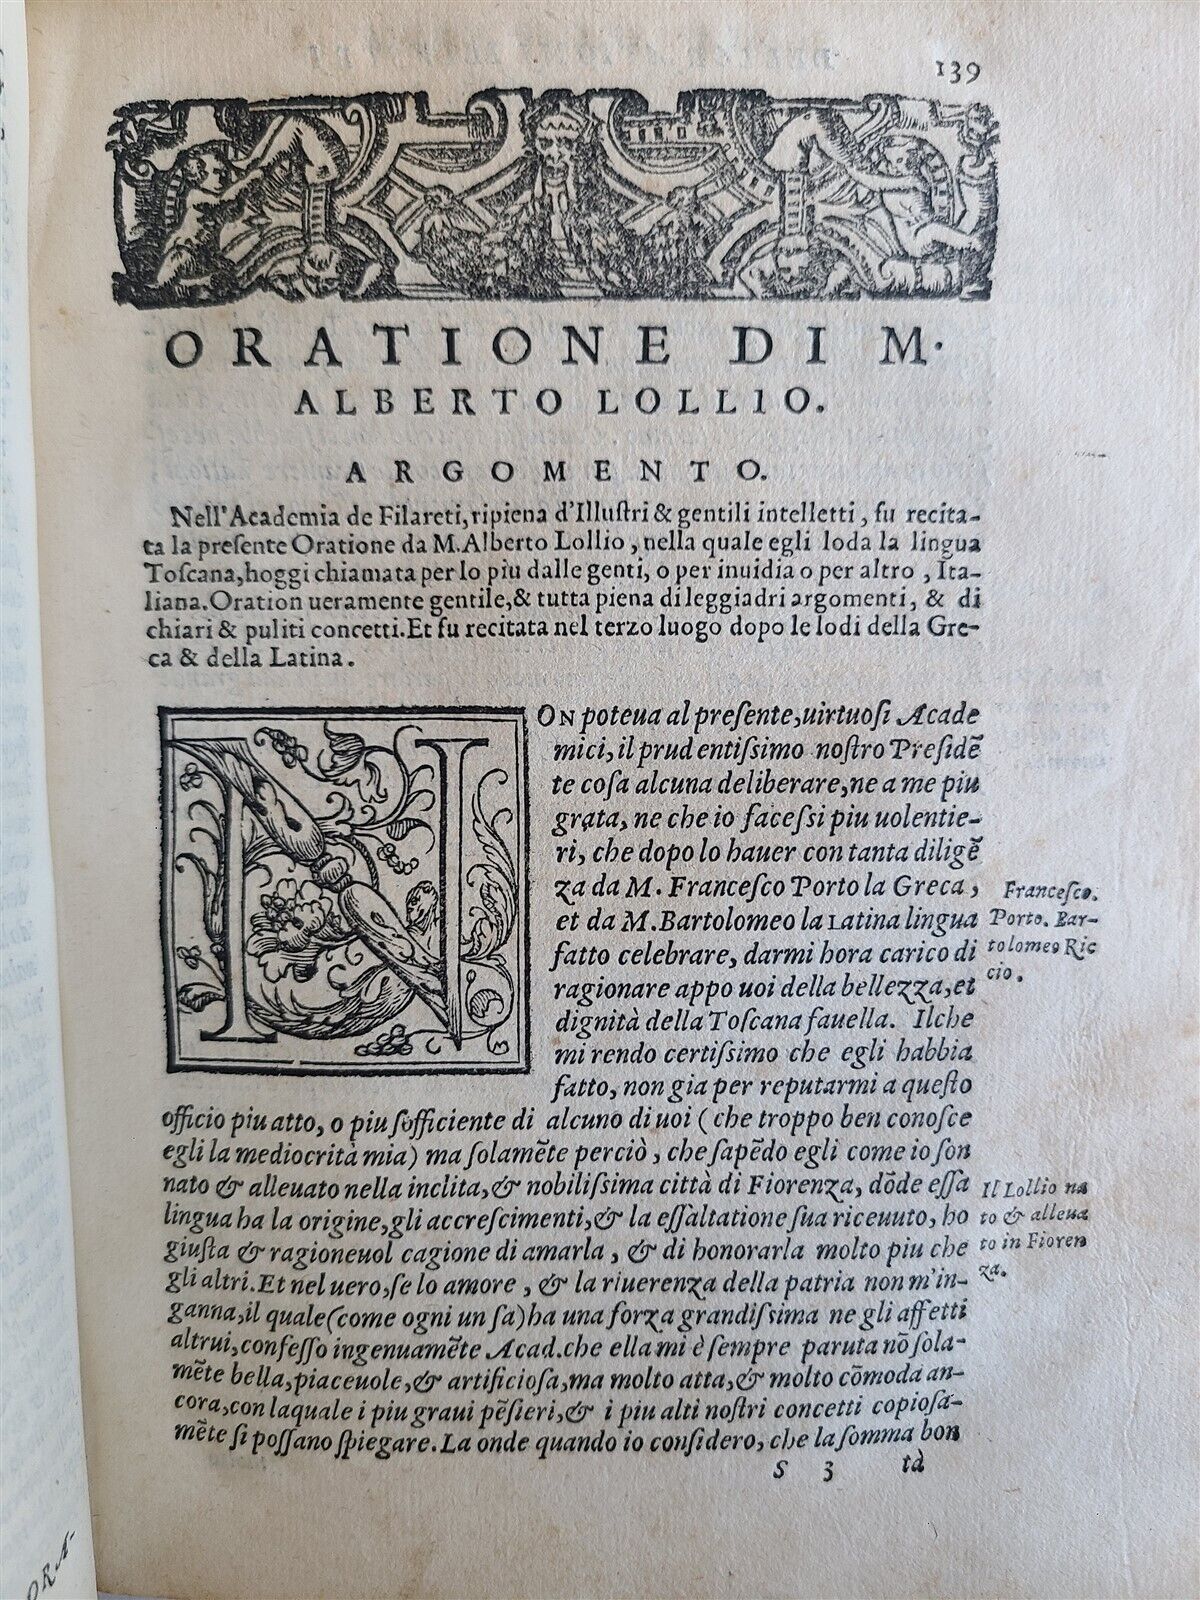 139
ORATIONE DI M.
ALBERTO LOLLIO.
ARGOMENTO.
Nell'Academia de Filareti, ripiena d'Illuſtri & gentili intelletti, fu recita-
ta la preſente Oratione da M. Alberto Lollio, nella quale egli loda la lingua
Toſcana, hoggi chiamata per lo piu dalle genti, o per inuidia o per altro, Ita-
liana. Oration ueramente gentile, & tutta piena di leggiadri argomenti, & di
chiari & puliti concetti. Et fu recitata nel terzo luogo dopo le lodi della Gre-
ca & della Latina.
NON poteua al preſente, uirtuoſi Acade
mici, il prudentiſsimo noſtro Preſidẽ
te coſa alcuna deliberare, ne a me piu
grata, ne che io faceſsi piu uolentie-
ri, che dopo lo hauer con tanta diligẽ
za da M. Franceſco Porto la Greca,
et da M. Bartolomeo la Latina lingua
fatto celebrare, darmi hora carico di
ragionare appo uoi della bellezza, et
dignità della Toſcana fauella. Ilche
mi rendo certiſsimo che egli habbia
fatto, non gia per reputarmi a queſto
officio piu atto, o piu ſofficiente di alcuno di uoi (che troppo ben conoſce
egli la mediocrità mia) ma ſolamẽte perciò, che ſapẽdo egli come io ſon
nato & alleuato nella inclita, & nobiliſsima città di Fiorenza, dõde eſſa
lingua ha la origine, gli accreſcimenti, & la eſſaltatione ſua riceuuto, ho
giuſta & ragioneuol cagione di amarla, & di honorarla molto piu che
gli altri. Et nel uero, ſe lo amore, & la riuerenza della patria non m'in-
ganna, il quale (come ogni un ſa) ha una forza grandiſsima ne gli affetti
altrui, confeſſo ingenuamẽte Acad. che ella mi è ſempre paruta nõ ſola-
mẽte bella, piaceuole, & artificioſa, ma molto atta, & molto cõmoda an-
cora, con laquale i piu graui pẽſieri, & i piu alti noſtri concetti copioſa-
mẽte ſi poſſano ſpiegare. La onde quando io conſidero, che la ſomma bon
S 3 tà
Franceſco.
Porto. Bar-
tolomeo Ric
cio.
Il Lollio na
to & alleua
to in Fioren
za.
ORA-